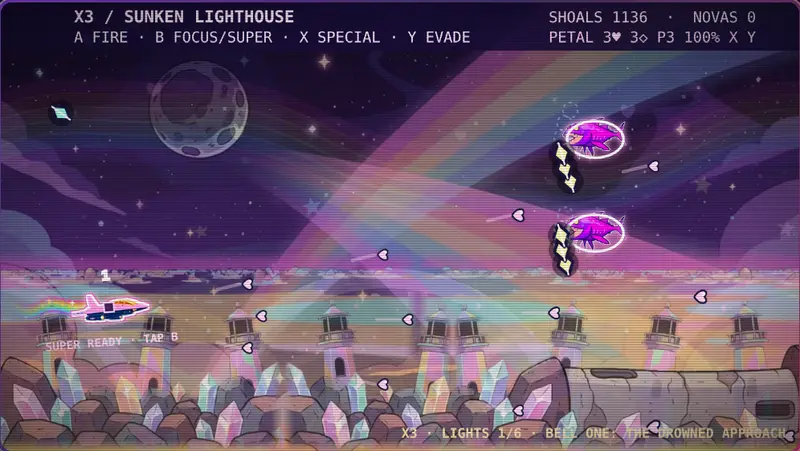 X3 / SUNKEN LIGHTHOUSE
A FIRE · B FOCUS/SUPER · X SPECIAL · Y EVADE
SHOALS 1136 · NOVAS 0
PETAL 3♥ 3◇ P3 100% X Y
1
SUPER READY · TAP B
X3 · LIGHTS 1/6 · BELL ONE: THE DROWNED APPROACH